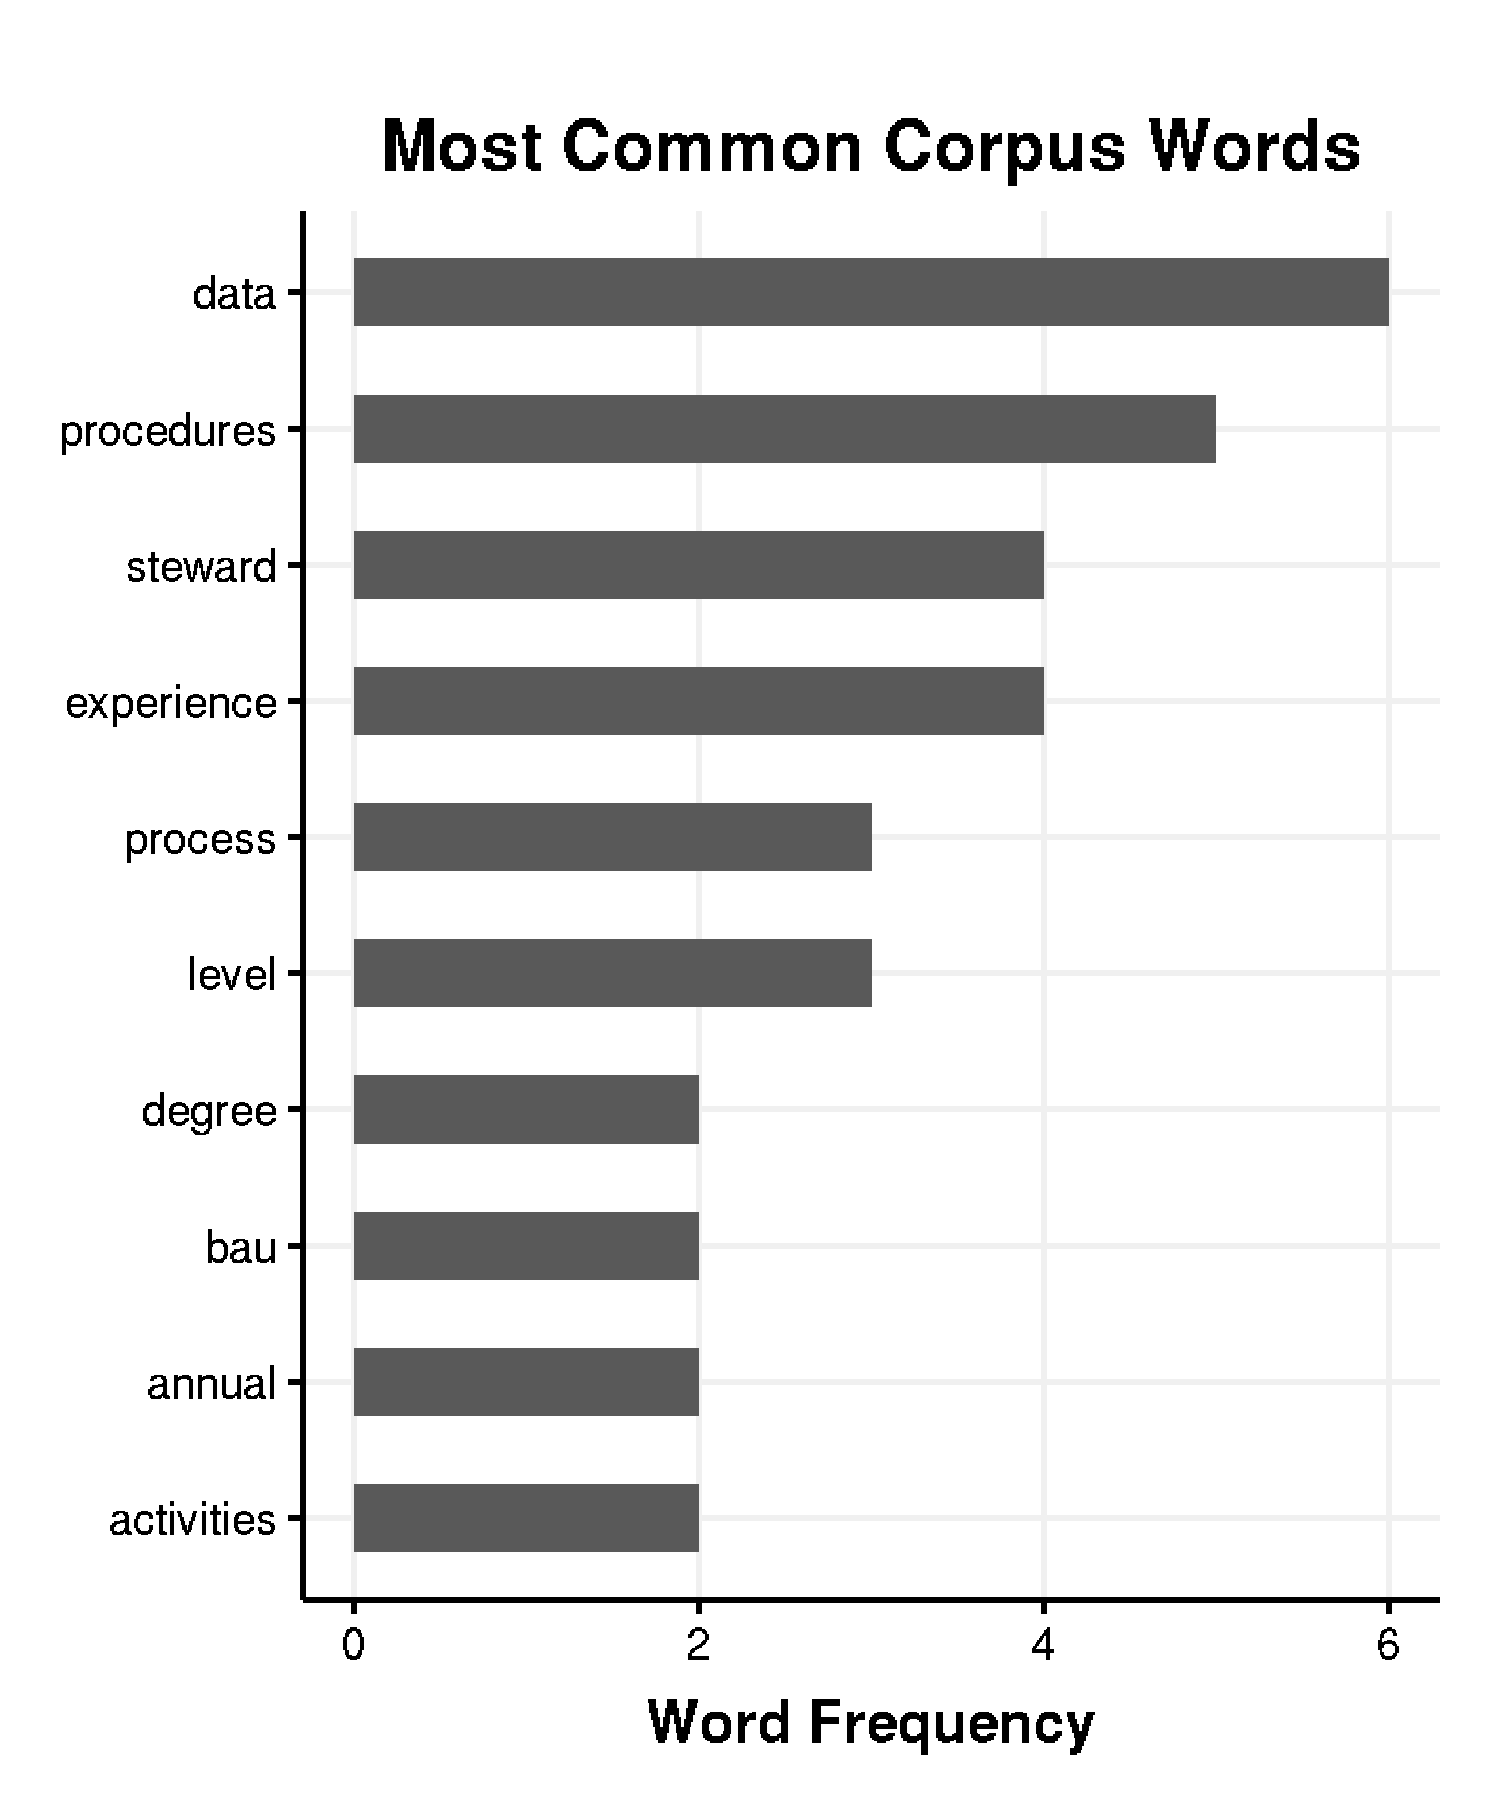 Most Common Corpus Words
data
procedures
steward
experience
process
level
degree
bau
annual
activities
0 2 4 6
Word Frequency